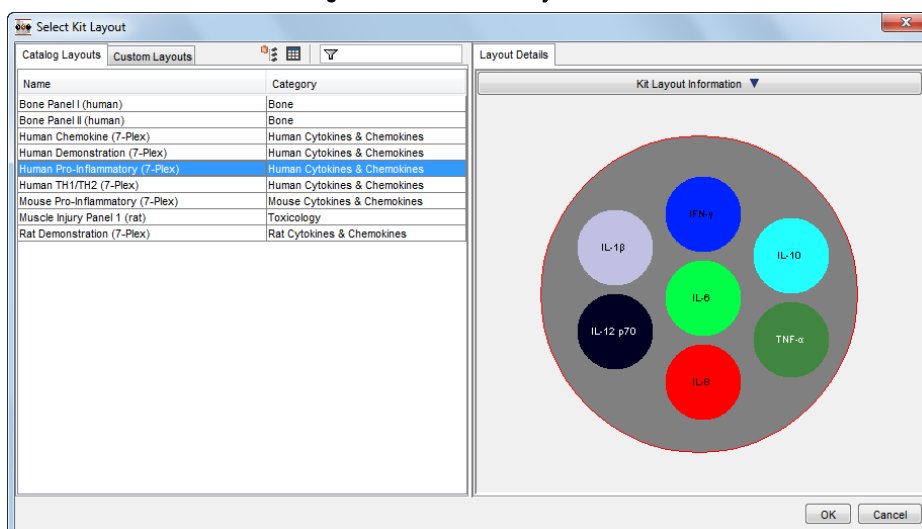 Select Kit Layout
Catalog Layouts Custom Layouts
Name Category
Bone Panel I (human) Bone
Bone Panel II (human) Bone
Human Chemokine (7-Plex) Human Cytokines & Chemokines
Human Demonstration (7-Plex) Human Cytokines & Chemokines
Human Pro-Inflammatory (7-Plex) Human Cytokines & Chemokines
Human TH1/TH2 (7-Plex) Human Cytokines & Chemokines
Mouse Pro-Inflammatory (7-Plex) Mouse Cytokines & Chemokines
Muscle Injury Panel 1 (rat) Toxicology
Rat Demonstration (7-Plex) Rat Cytokines & Chemokines
Layout Details
Kit Layout Information
IFN-γ
IL-1β
IL-10
IL-6
IL-12 p70
TNF-α
IL-8
OK Cancel